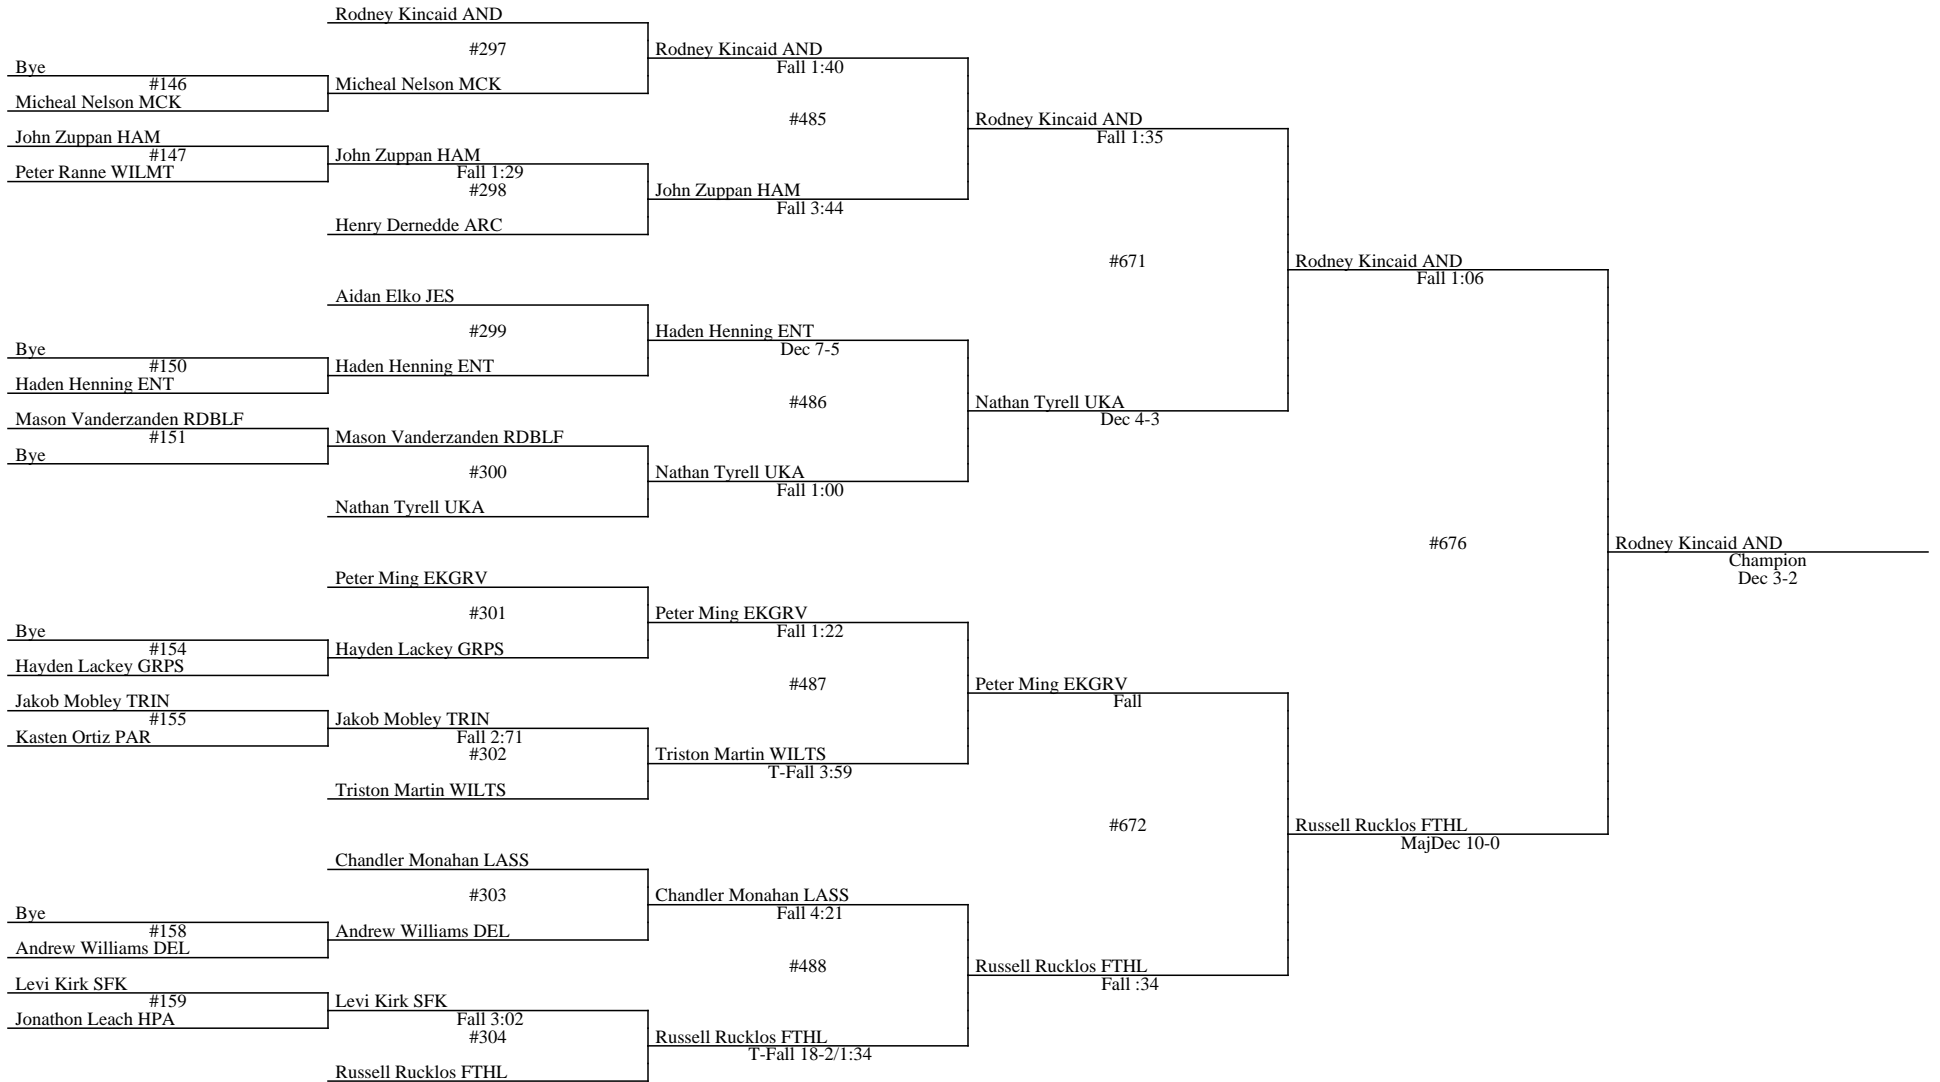 Rodney Kincaid AND
#297
Rodney Kincaid AND
Fall 1:40
Bye
#146
Micheal Nelson MCK
Micheal Nelson MCK
#485
Rodney Kincaid AND
Fall 1:35
John Zuppan HAM
#147
Peter Ranne WILMT
John Zuppan HAM
Fall 1:29
#298
John Zuppan HAM
Fall 3:44
Henry Dernedde ARC
#671
Rodney Kincaid AND
Fall 1:06
Aidan Elko JES
#299
Haden Henning ENT
Dec 7-5
Bye
#150
Haden Henning ENT
Haden Henning ENT
#486
Nathan Tyrell UKA
Dec 4-3
Mason Vanderzanden RDBLF
#151
Bye
Mason Vanderzanden RDBLF
#300
Nathan Tyrell UKA
Fall 1:00
Nathan Tyrell UKA
#676
Rodney Kincaid AND
Champion
Dec 3-2
Peter Ming EKGRV
#301
Peter Ming EKGRV
Fall 1:22
Bye
#154
Hayden Lackey GRPS
Hayden Lackey GRPS
#487
Peter Ming EKGRV
Fall
Jakob Mobley TRIN
#155
Kasten Ortiz PAR
Jakob Mobley TRIN
Fall 2:71
#302
Triston Martin WILTS
T-Fall 3:59
Triston Martin WILTS
#672
Russell Rucklos FTHL
MajDec 10-0
Chandler Monahan LASS
#303
Chandler Monahan LASS
Fall 4:21
Bye
#158
Andrew Williams DEL
Andrew Williams DEL
#488
Russell Rucklos FTHL
Fall :34
Levi Kirk SFK
#159
Jonathon Leach HPA
Levi Kirk SFK
Fall 3:02
#304
Russell Rucklos FTHL
T-Fall 18-2/1:34
Russell Rucklos FTHL